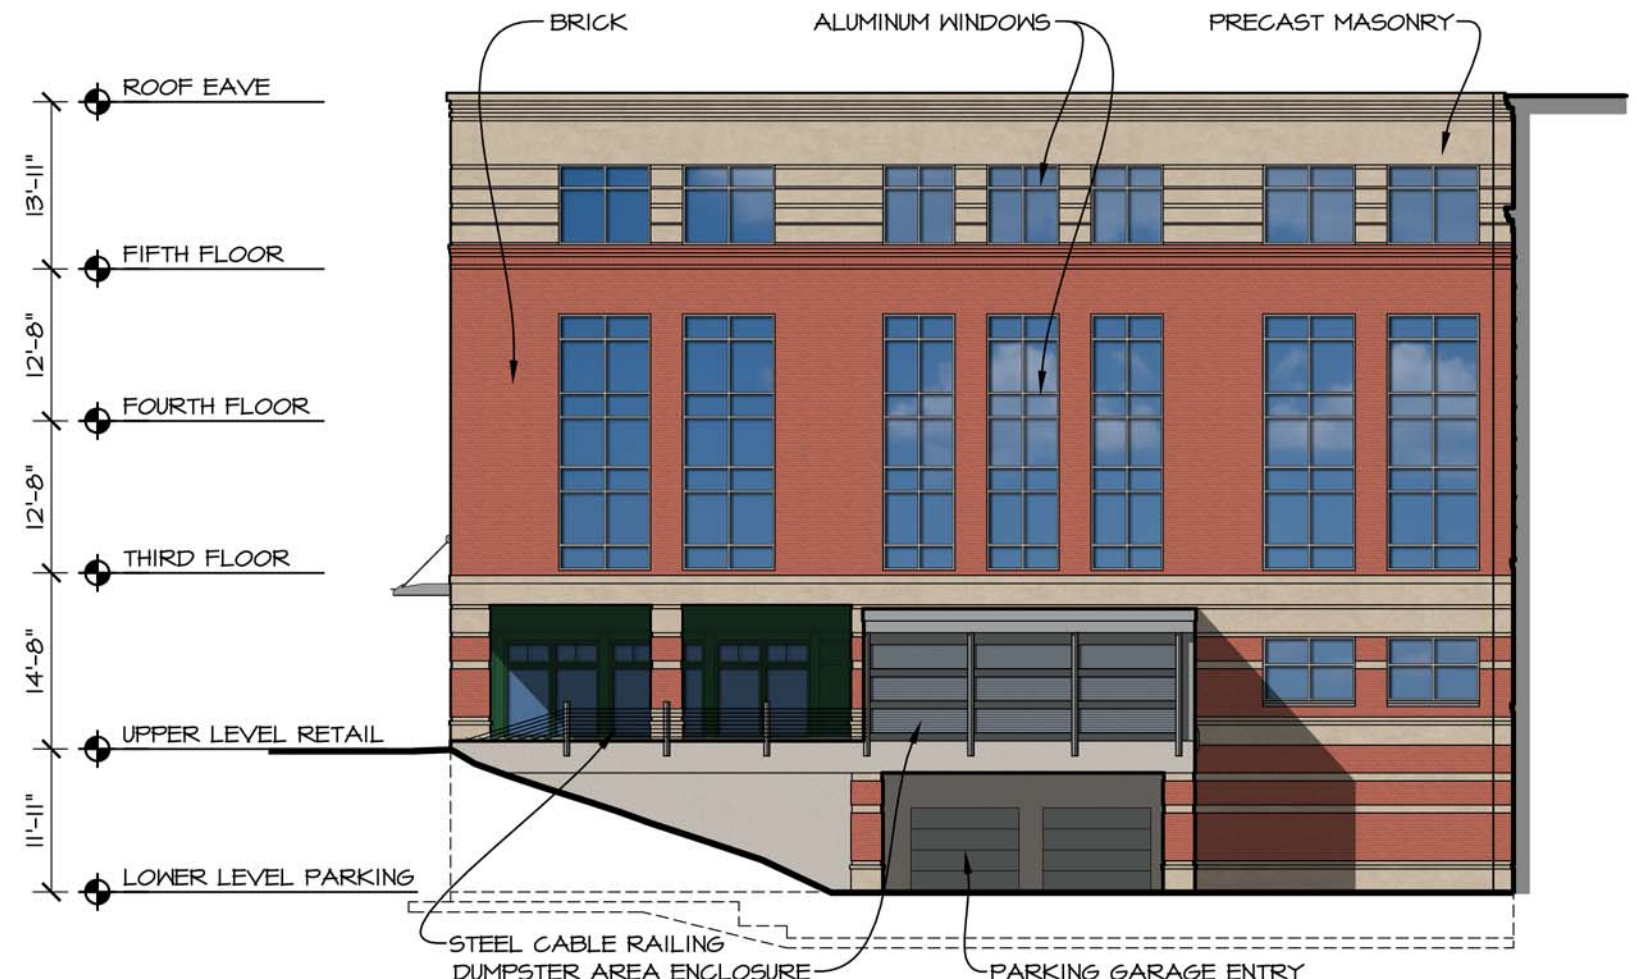 BRICK
ALUMINUM WINDOWS
PRECAST MASONRY
ROOF EAVE
13'-11"
FIFTH FLOOR
12'-8"
FOURTH FLOOR
12'-8"
THIRD FLOOR
14'-8"
UPPER LEVEL RETAIL
11'-11"
LOWER LEVEL PARKING
STEEL CABLE RAILING
DUMPSTER AREA ENCLOSURE
PARKING GARAGE ENTRY